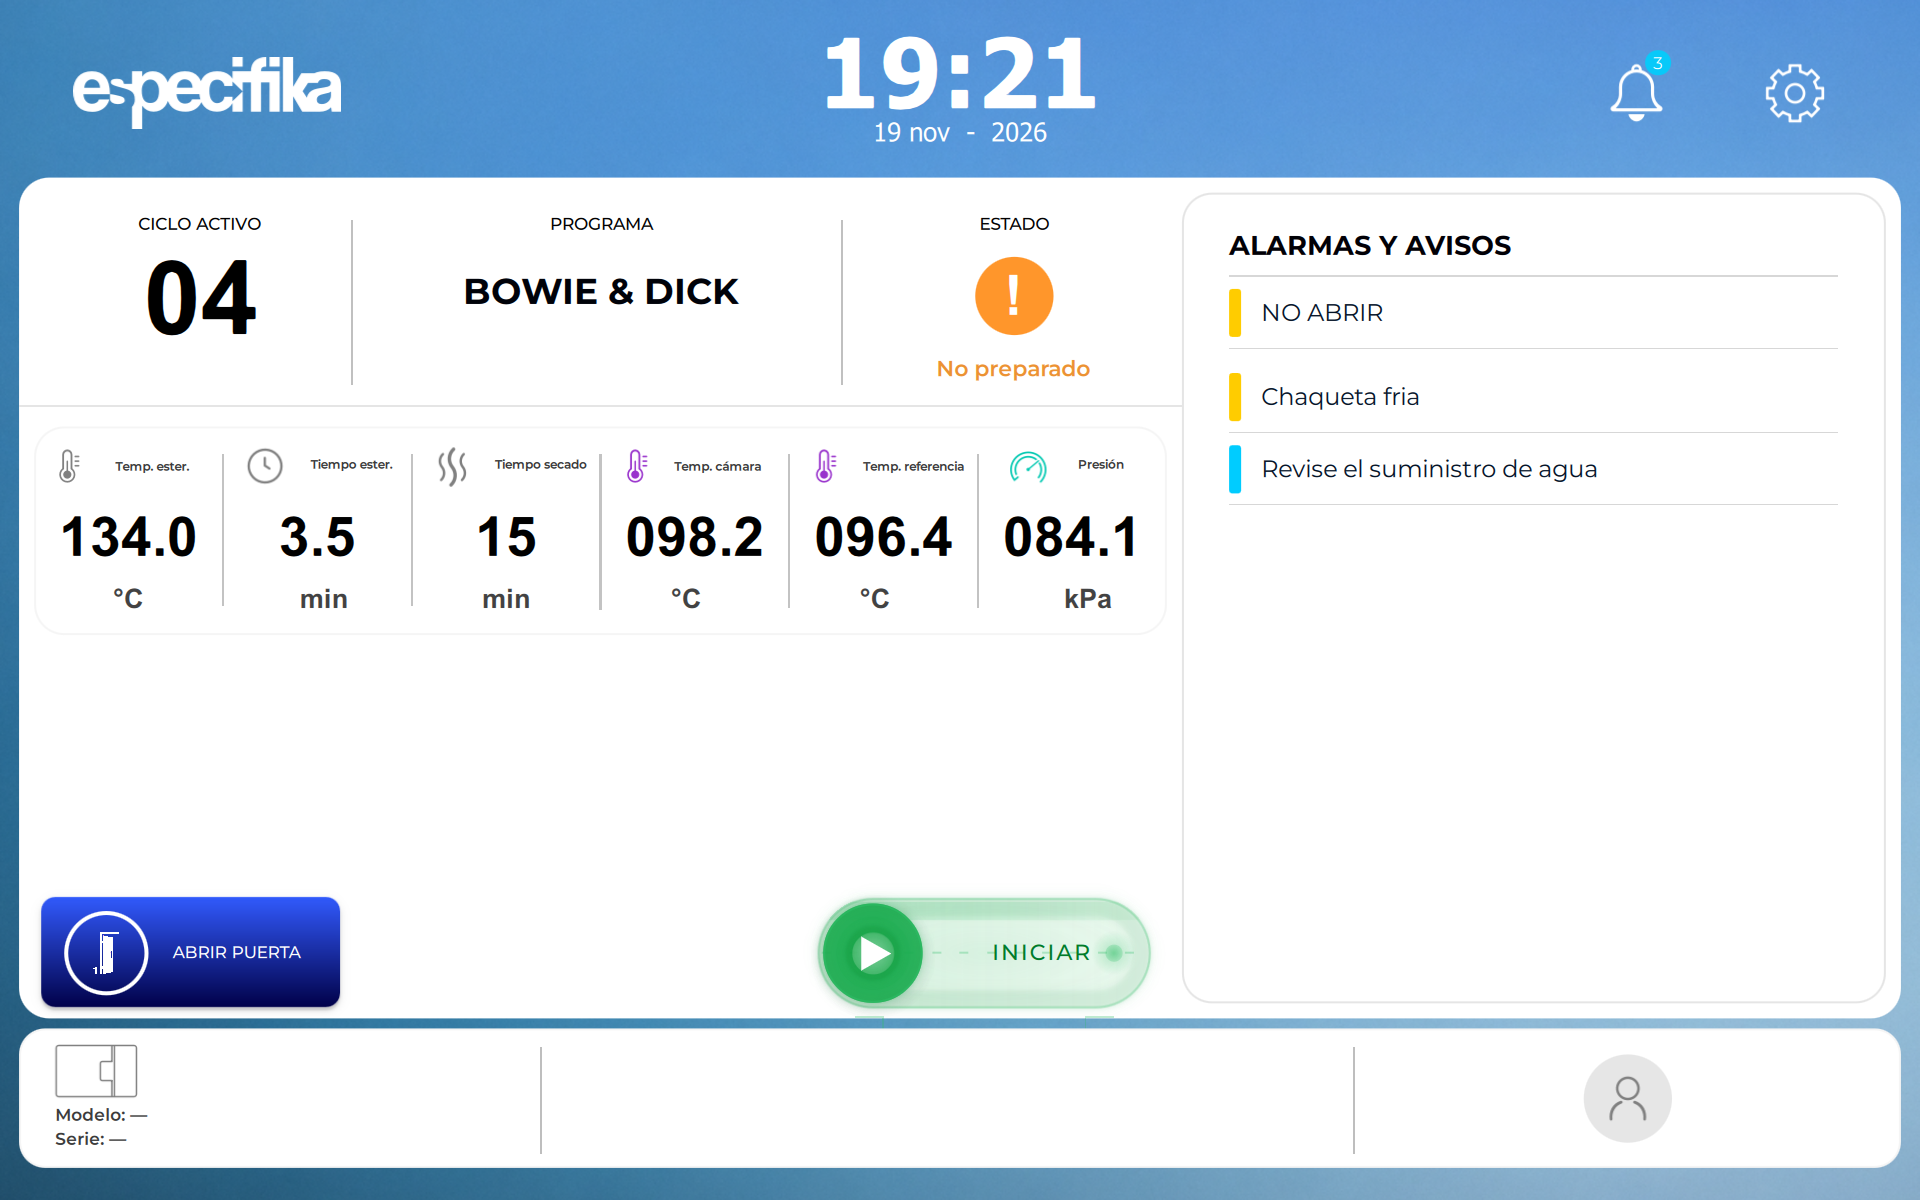 especifika
19:21
19 nov - 2026
3
CICLO ACTIVO
04
PROGRAMA
BOWIE & DICK
ESTADO
!
No preparado
ALARMAS Y AVISOS
NO ABRIR
Chaqueta fria
Revise el suministro de agua
Temp. ester.
134.0
°C
Tiempo ester.
3.5
min
Tiempo secado
15
min
Temp. cámara
098.2
°C
Temp. referencia
096.4
°C
Presión
084.1
kPa
ABRIR PUERTA
INICIAR
Modelo: —
Serie: —